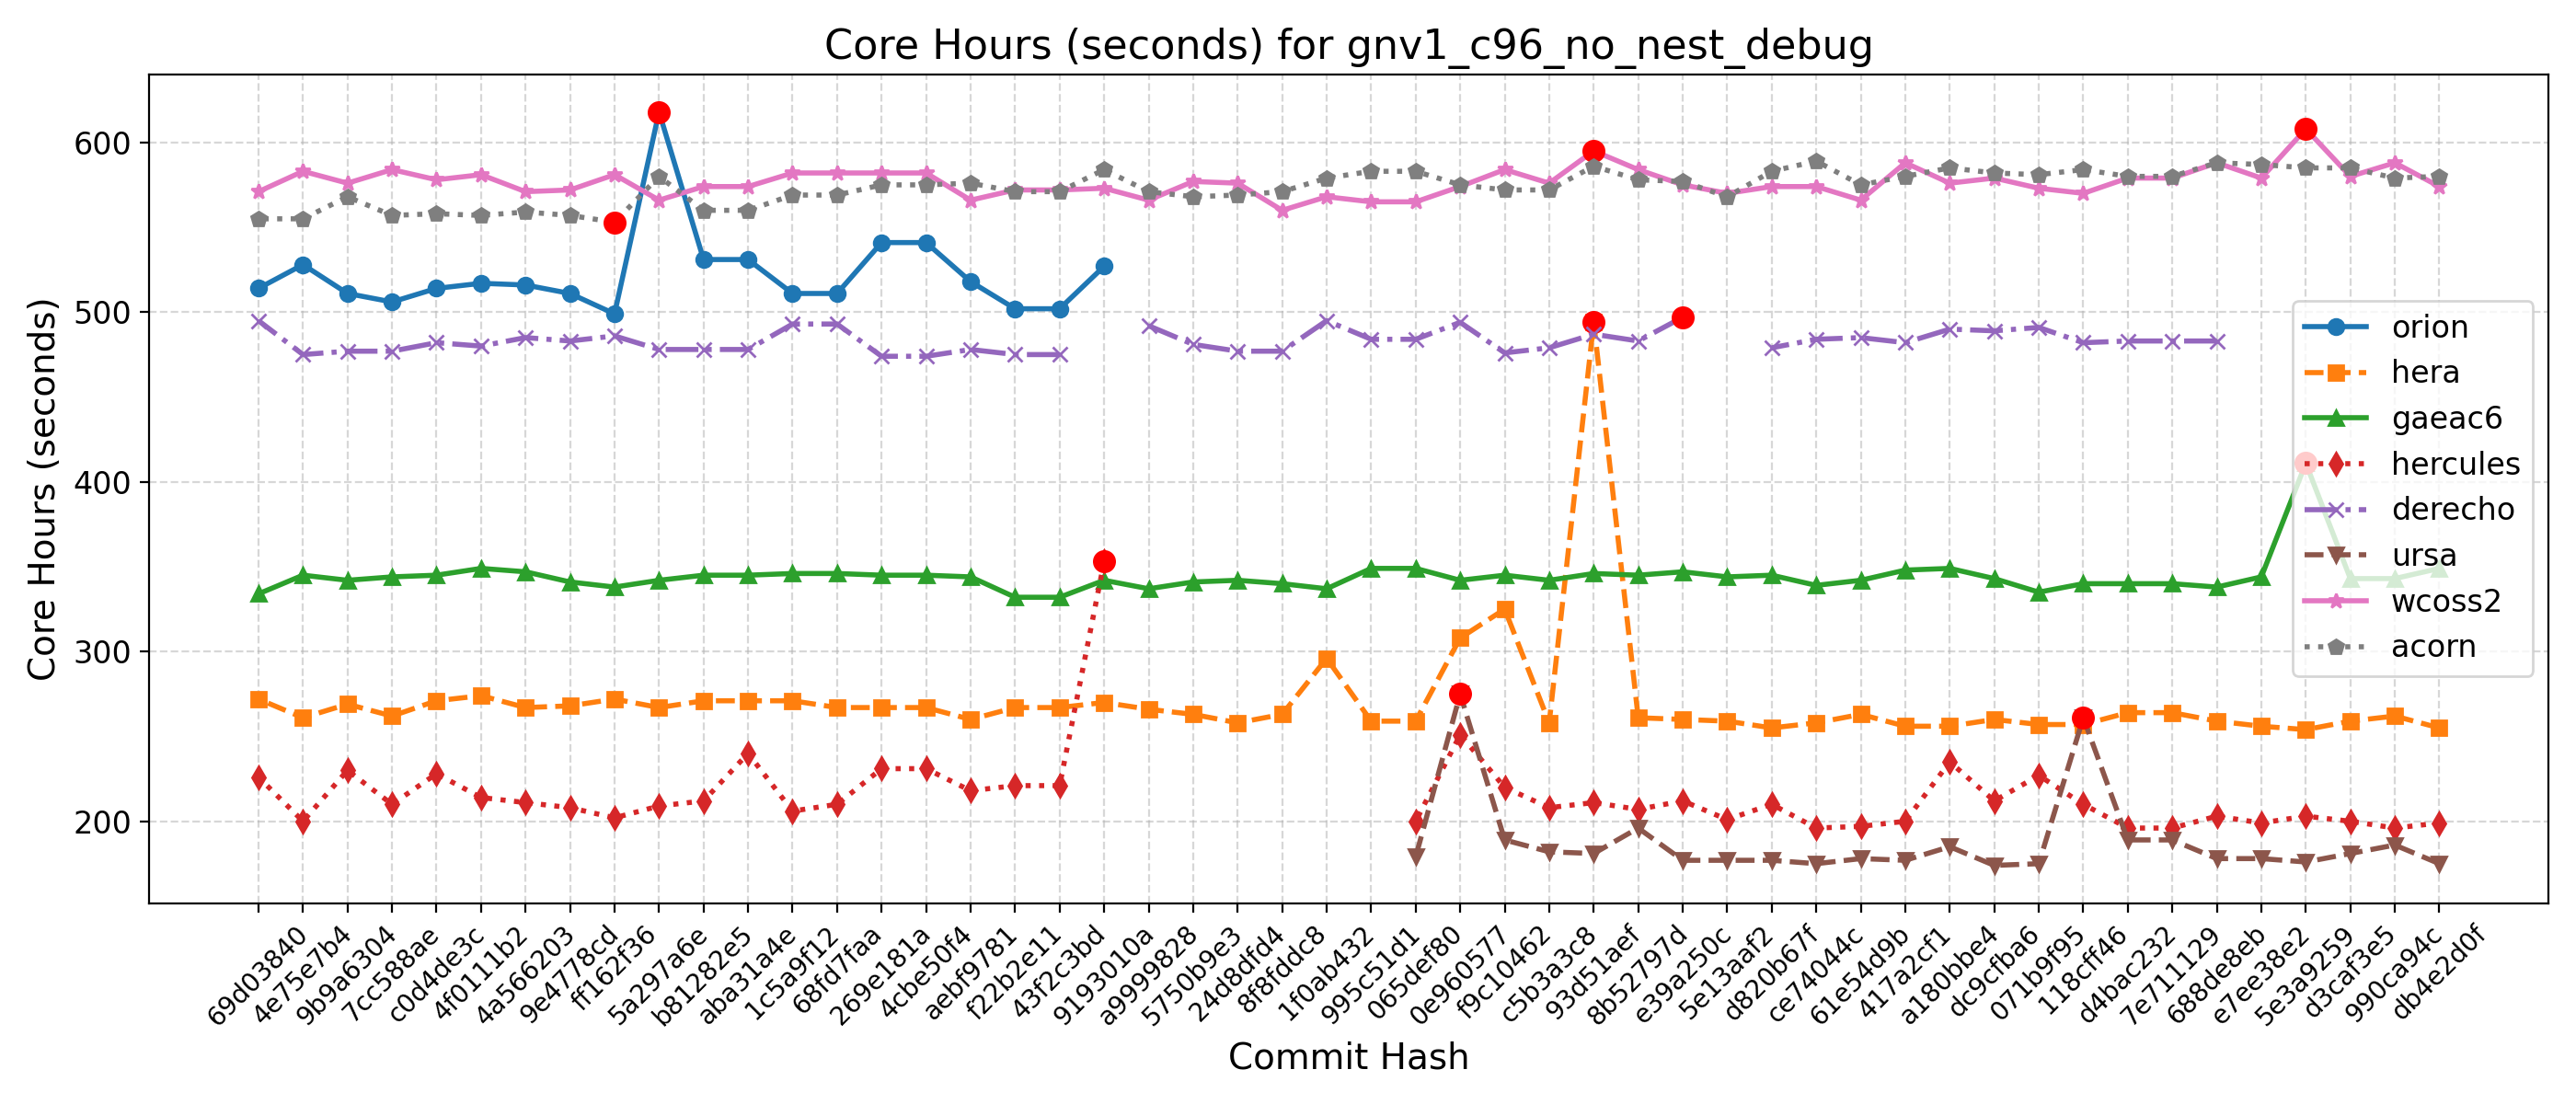 Core Hours (seconds) for gnv1_c96_no_nest_debug
Core Hours (seconds)
600
500
400
300
200
orion
hera
gaeac6
hercules
derecho
ursa
wcoss2
acorn
69d03840
4e75e7b4
9b9a6304
7cc588ae
c0d4de3c
4f0111b2
4a566203
9e4778cd
ff162f36
5a297a6e
b81282e5
aba31a4e
1c5a9f12
68fd7faa
269e181a
4cbe50f4
aebf9781
f22b2e11
43f2c3bd
9193010a
a9999828
5750b9e3
24d8dfd4
8f8fddc8
1f0ab432
995c51d1
065def80
0e960577
f9c10462
c5b3a3c8
93d51aef
8b52797d
e39a250c
5e13aaf2
d820b67f
ce74044c
61e54d9b
417a2cf1
a180bbe4
dc9cfba6
071b9f95
118cff46
d4bac232
7e711129
688de8eb
e7ee38e2
5e3a9259
d3caf3e5
990ca94c
db4e2d0f
Commit Hash